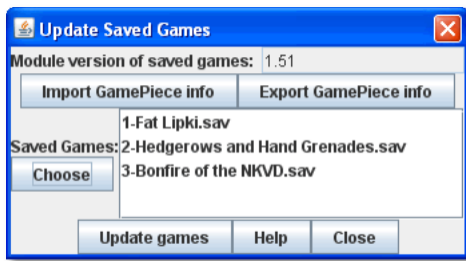 Update Saved Games
Module version of saved games: 1.51
Import GamePiece info Export GamePiece info
1-Fat Lipki.sav
Saved Games: 2-Hedgerows and Hand Grenades.sav
Choose 3-Bonfire of the NKVD.sav
Update games Help Close